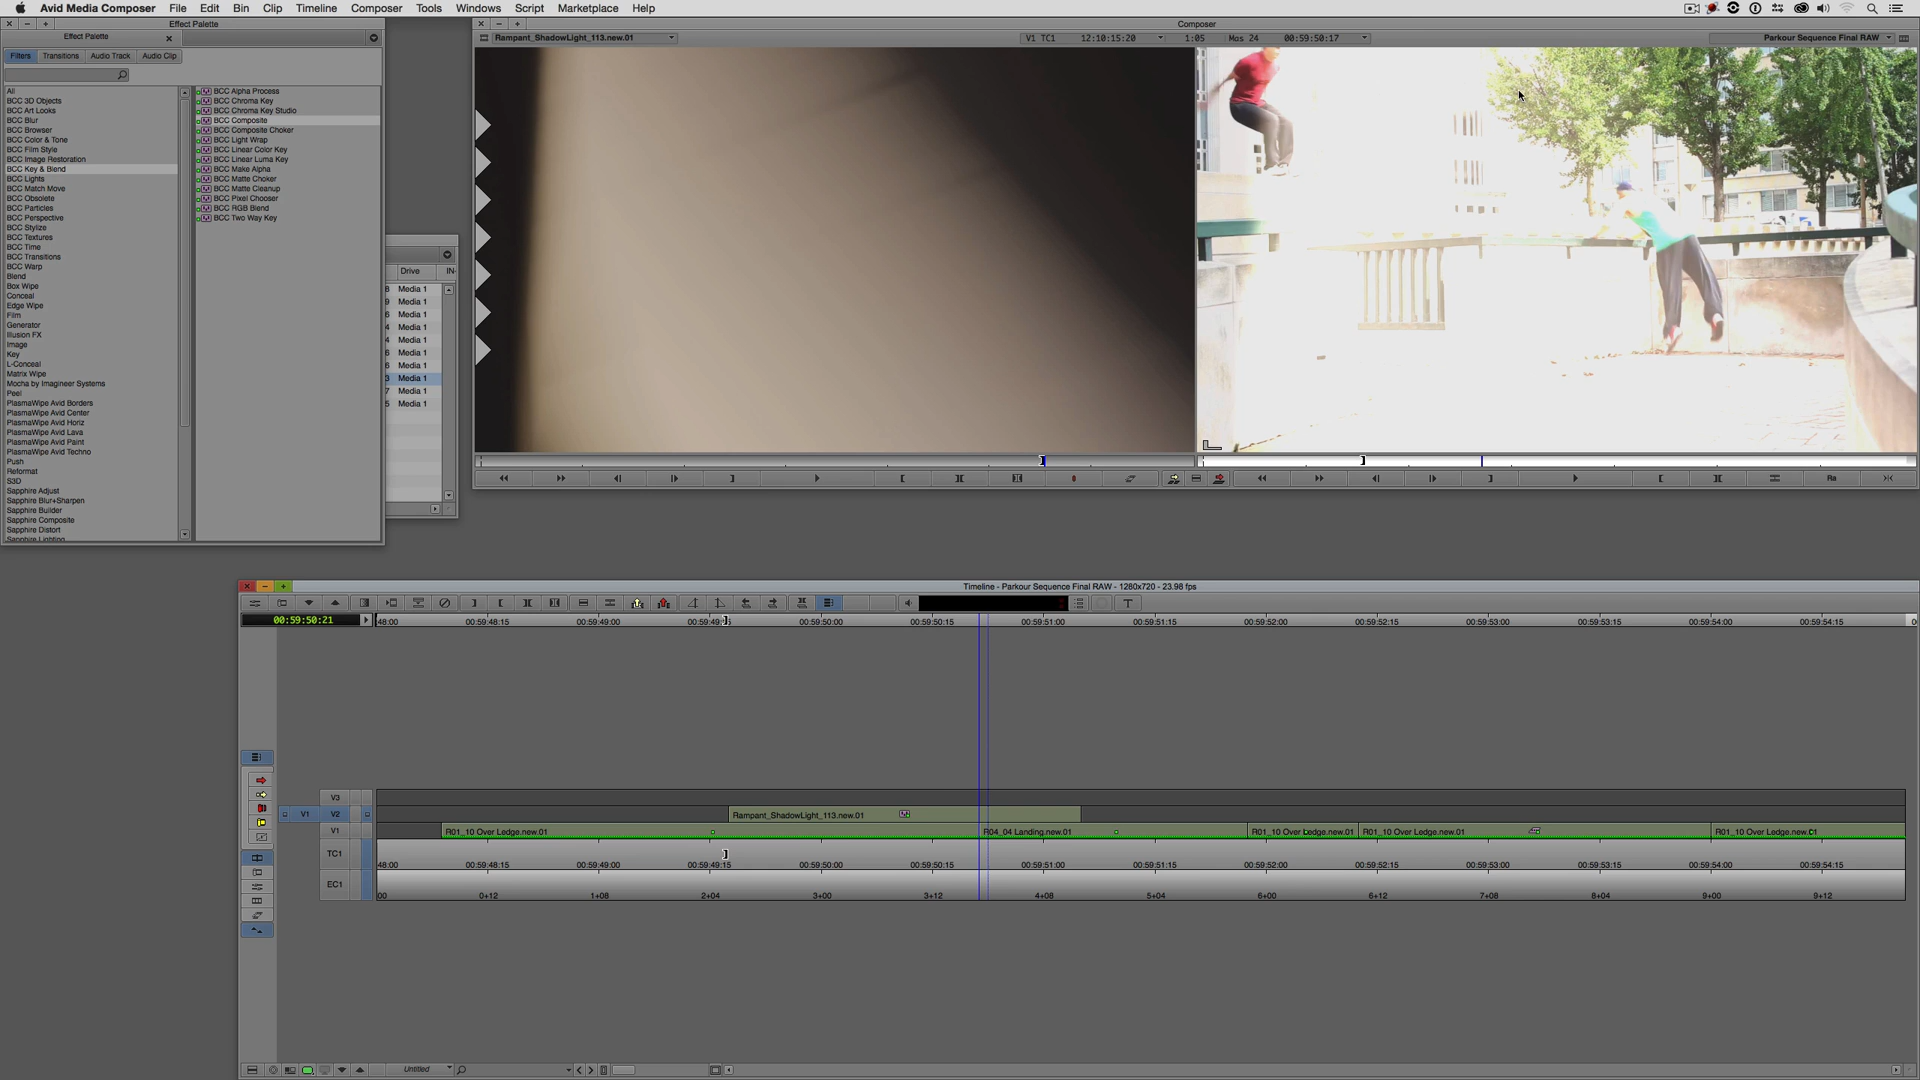 Avid Media Composer File Edit Bin Clip Timeline Composer Tools Windows Script Marketplace Help
Effect Palette
Effect Palette
Filters Transitions Audio Track Audio Clip
All
BCC 3D Objects
BCC Art Looks
BCC Blur
BCC Browser
BCC Color & Tone
BCC Film Style
BCC Image Restoration
BCC Key & Blend
BCC Lights
BCC Match Move
BCC Obsolete
BCC Particles
BCC Perspective
BCC Stylize
BCC Textures
BCC Time
BCC Transitions
BCC Warp
Blend
Box Wipe
Conceal
Edge Wipe
Film
Generator
Illusion FX
Image
Key
L-Conceal
Matrix Wipe
Mocha by Imagineer Systems
Peel
PlasmaWipe Avid Borders
PlasmaWipe Avid Center
PlasmaWipe Avid Horiz
PlasmaWipe Avid Lava
PlasmaWipe Avid Paint
PlasmaWipe Avid Techno
Push
Reformat
S3D
Sapphire Adjust
Sapphire Blur+Sharpen
Sapphire Builder
Sapphire Composite
Sapphire Distort
Sapphire Lighting
BCC Alpha Process
BCC Chroma Key
BCC Chroma Key Studio
BCC Composite
BCC Composite Choker
BCC Light Wrap
BCC Linear Color Key
BCC Linear Luma Key
BCC Make Alpha
BCC Matte Choker
BCC Matte Cleanup
BCC Pixel Chooser
BCC RGB Blend
BCC Two Way Key
Drive IN-
8 Media 1
9 Media 1
6 Media 1
4 Media 1
4 Media 1
6 Media 1
6 Media 1
3 Media 1
7 Media 1
5 Media 1
Composer
Rampant_ShadowLight_113.new.01 V1 TC1 12:10:15:20 1:05 Mas 24 00:59:50:17 Parkour Sequence Final RAW
Ra
Timeline - Parkour Sequence Final RAW - 1280x720 - 23.98 fps
T
00:59:50:21 48:00 00:59:48:15 00:59:49:00 00:59:49:15 00:59:50:00 00:59:50:15 00:59:51:00 00:59:51:15 00:59:52:00 00:59:52:15 00:59:53:00 00:59:53:15 00:59:54:00 00:59:54:15
V3
V1 V2 Rampant_ShadowLight_113.new.01
V1 R01_10 Over Ledge.new.01 R04_04 Landing.new.01 R01_10 Over Ledge.new.01 R01_10 Over Ledge.new.01 R01_10 Over Ledge.new.01
TC1 48:00 00:59:48:15 00:59:49:00 00:59:49:15 00:59:50:00 00:59:50:15 00:59:51:00 00:59:51:15 00:59:52:00 00:59:52:15 00:59:53:00 00:59:53:15 00:59:54:00 00:59:54:15
EC1 00 0+12 1+08 2+04 3+00 3+12 4+08 5+04 6+00 6+12 7+08 8+04 9+00 9+12
Untitled